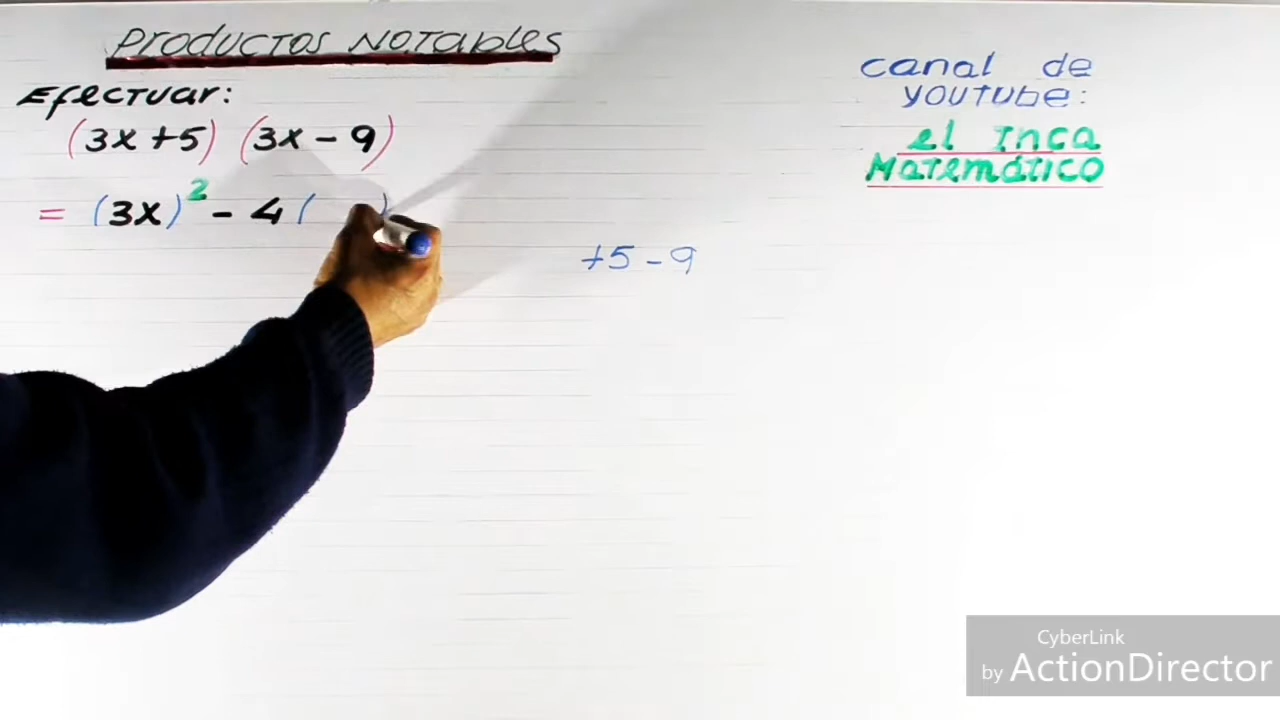 Productos Notables
Efectuar:
(3x+5) (3x-9)
= (3x)² - 4( )
+5-9
canal de
youtube:
el Inca
Matemático
CyberLink
by ActionDirector